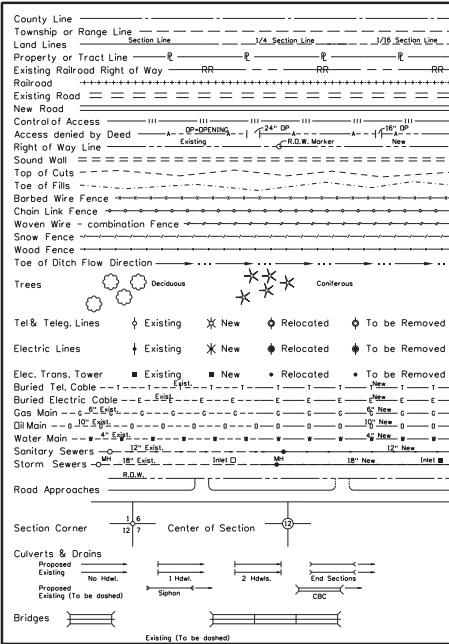 County Line
Township or Range Line
Land Lines Section Line 1/4 Section Line 1/16 Section Line
Property or Tract Line
Existing Railroad Right of Way RR RR RR
Railroad
Existing Road
New Road
Control of Access III III III III III III
Access denied by Deed A OP=OPENING A 24" OP A A 16" OP A
Right of Way Line Existing R.O.W. Marker New
Sound Wall
Top of Cuts
Toe of Fills
Barbed Wire Fence
Chain Link Fence
Woven Wire - combination Fence
Snow Fence
Wood Fence
Toe of Ditch Flow Direction
Trees Deciduous Coniferous
Tel & Teleg. Lines Existing New Relocated To be Removed
Electric Lines Existing New Relocated To be Removed
Elec. Trans. Tower Existing New Relocated To be Removed
Buried Tel. Cable T T Exist. T T T T T T New T T
Buried Electric Cable E Exist. E E E E E E New E E
Gas Main 6" Exist. G G G G G G G 6" New G G
Oil Main 10" Exist. O O O O O O O 10" New O O
Water Main 4" Exist. W W W W W W W 4" New W W
Sanitary Sewers 12" Exist. 12" New
Storm Sewers MH 18" Exist. Inlet MH 18" New Inlet
R.O.W.
Road Approaches
Section Corner 1 6 12 7 Center of Section 12
Culverts & Drains
Proposed
Existing
No Hdwl. 1 Hdwl. 2 Hdwls. End Sections
Proposed
Existing (To be dashed) Siphon CBC
Bridges
Existing (To be dashed)